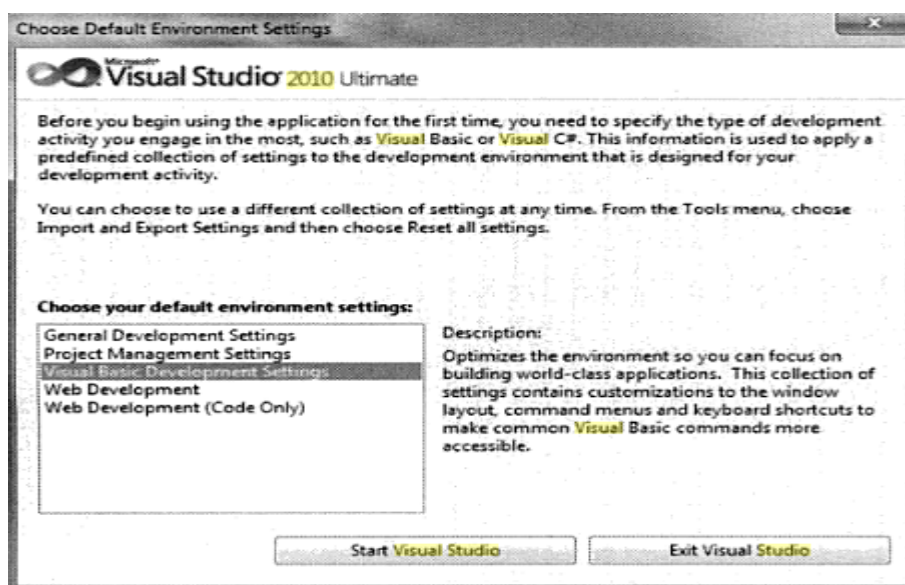 Choose Default Environment Settings
Microsoft®
Visual Studio 2010 Ultimate
Before you begin using the application for the first time, you need to specify the type of development
activity you engage in the most, such as Visual Basic or Visual C#. This information is used to apply a
predefined collection of settings to the development environment that is designed for your
development activity.
You can choose to use a different collection of settings at any time. From the Tools menu, choose
Import and Export Settings and then choose Reset all settings.
Choose your default environment settings:
General Development Settings
Project Management Settings
Visual Basic Development Settings
Web Development
Web Development (Code Only)
Description:
Optimizes the environment so you can focus on
building world-class applications. This collection of
settings contains customizations to the window
layout, command menus and keyboard shortcuts to
make common Visual Basic commands more
accessible.
Start Visual Studio
Exit Visual Studio